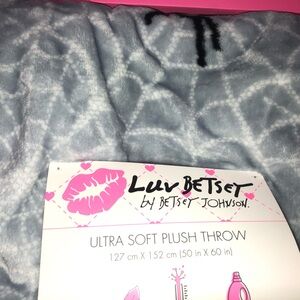 Luv BETSEY
by BETSEY JOHNSON.
ULTRA SOFT PLUSH THROW
127 cm X 152 cm (50 in X 60 in)